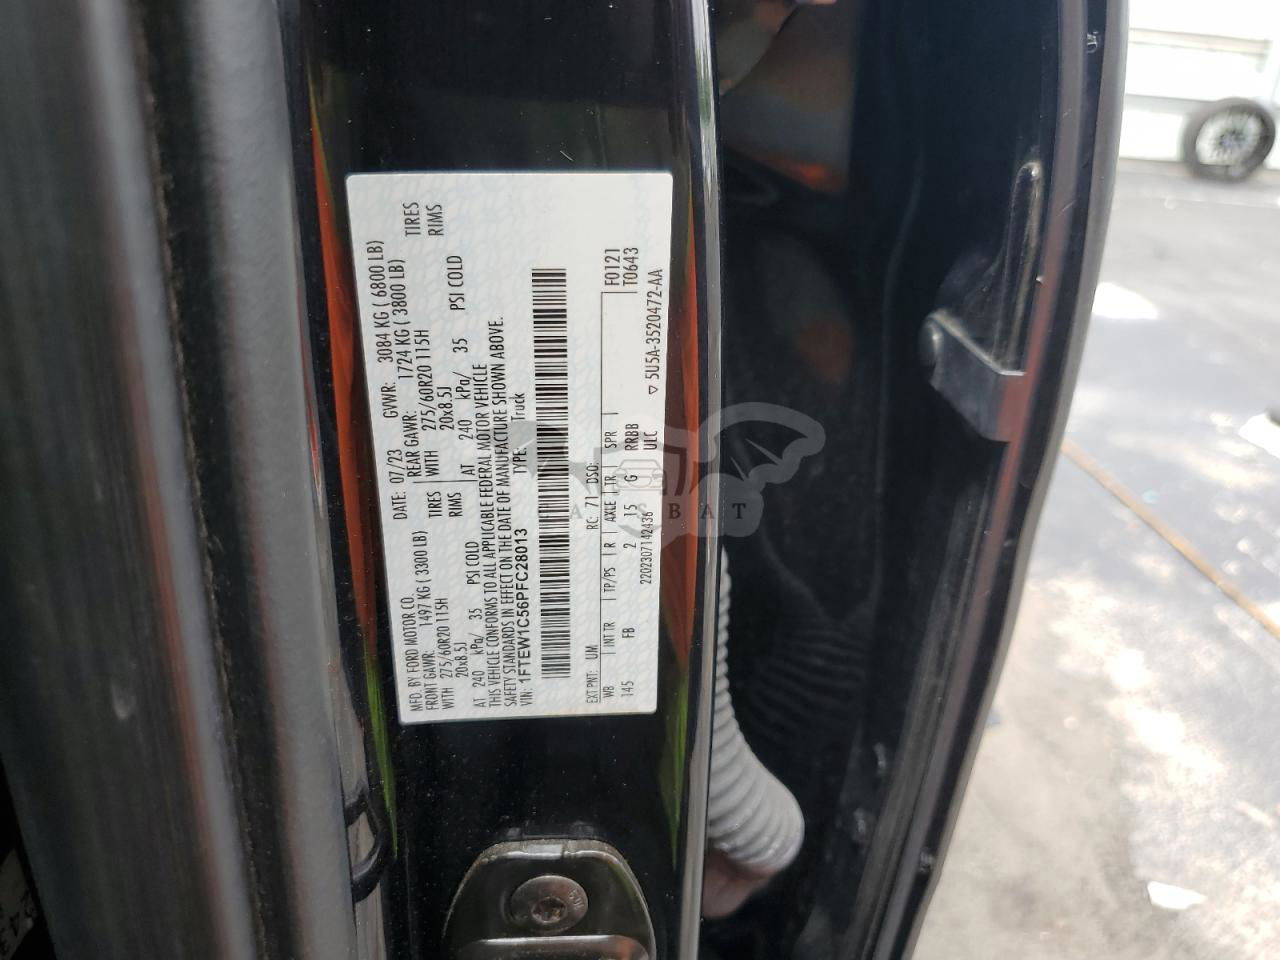 MFD. BY FORD MOTOR CO.
DATE: 07/23 GVWR: 3084 KG ( 6800 LB)
FRONT GAWR: 1497 KG ( 3300 LB)
REAR GAWR: 1724 KG ( 3800 LB)
WITH 275/60R20 115H TIRES
WITH 275/60R20 115H TIRES
20x8.5J RIMS
20x8.5J RIMS
AT 240 kPa/ 35 PSI COLD
AT 240 kPa/ 35 PSI COLD
THIS VEHICLE CONFORMS TO ALL APPLICABLE FEDERAL MOTOR VEHICLE
SAFETY STANDARDS IN EFFECT ON THE DATE OF MANUFACTURE SHOWN ABOVE.
VIN: 1FTEW1C56PFC28013
TYPE: Truck
EXT PNT: UM RC: 71 DSO: F0121
WB INT TR TP/PS R AXLE TR SPR T0643
145 FB 2 15 G RRBB
2202307142436 ULC
▽ 5U5A-3520472-AA